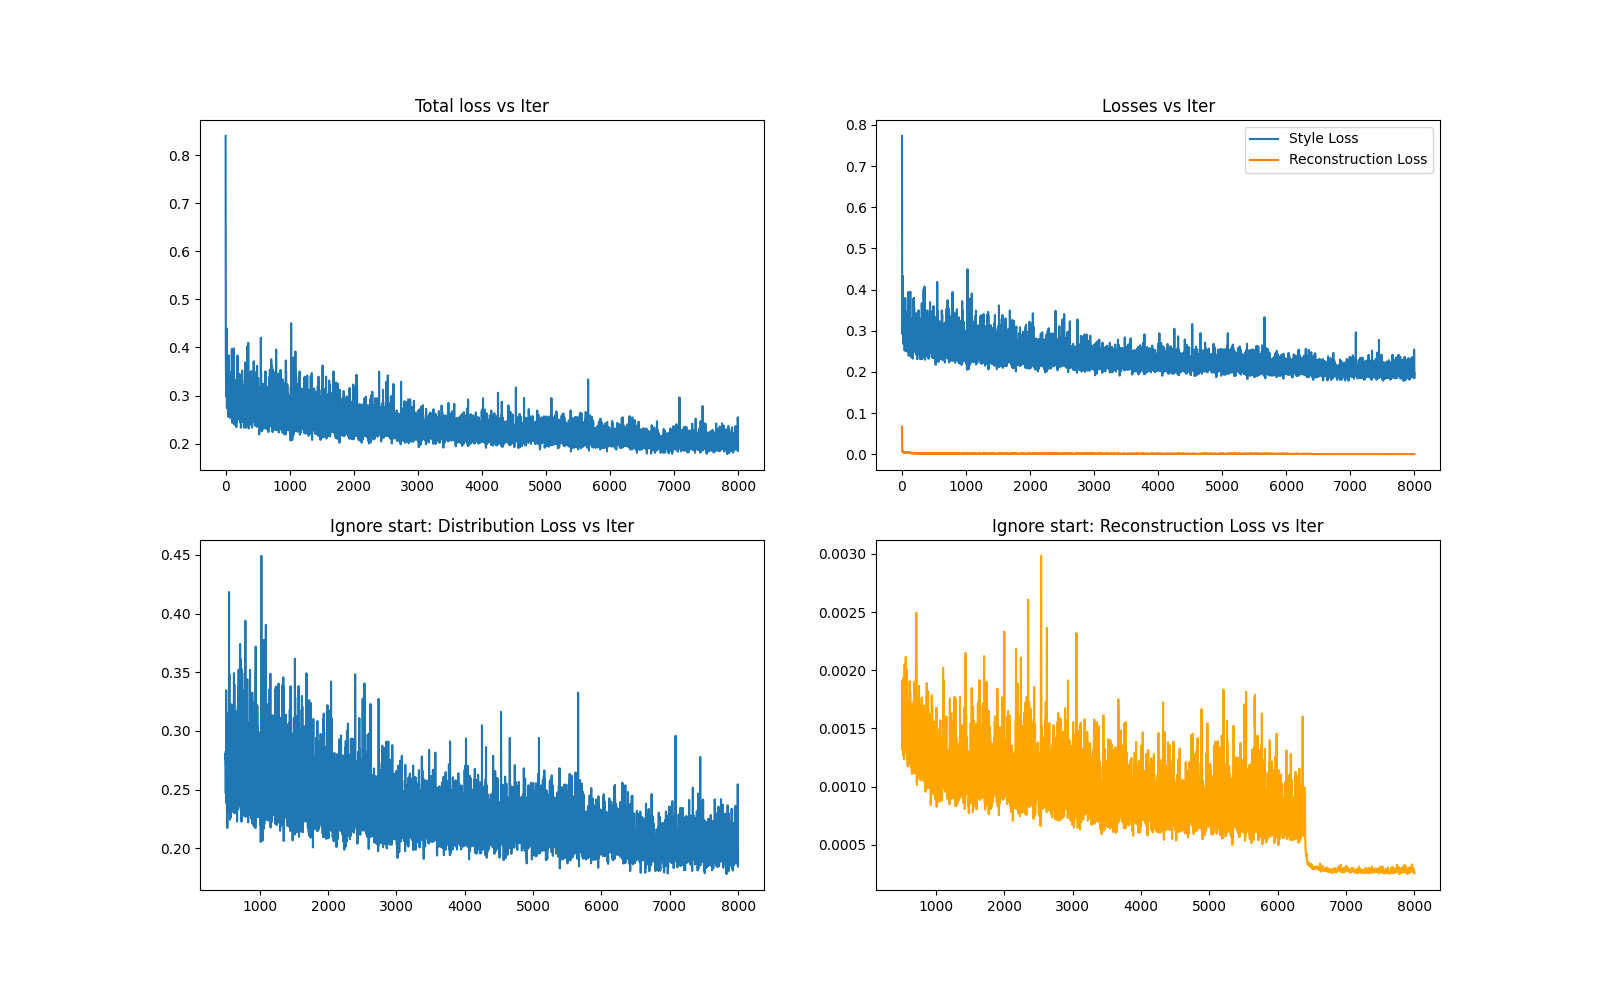 Total loss vs Iter
0.8
0.7
0.6
0.5
0.4
0.3
0.2
0 1000 2000 3000 4000 5000 6000 7000 8000
Losses vs Iter
0.8
0.7
0.6
0.5
0.4
0.3
0.2
0.1
0.0
Style Loss
Reconstruction Loss
0 1000 2000 3000 4000 5000 6000 7000 8000
Ignore start: Distribution Loss vs Iter
0.45
0.40
0.35
0.30
0.25
0.20
1000 2000 3000 4000 5000 6000 7000 8000
Ignore start: Reconstruction Loss vs Iter
0.0030
0.0025
0.0020
0.0015
0.0010
0.0005
1000 2000 3000 4000 5000 6000 7000 8000